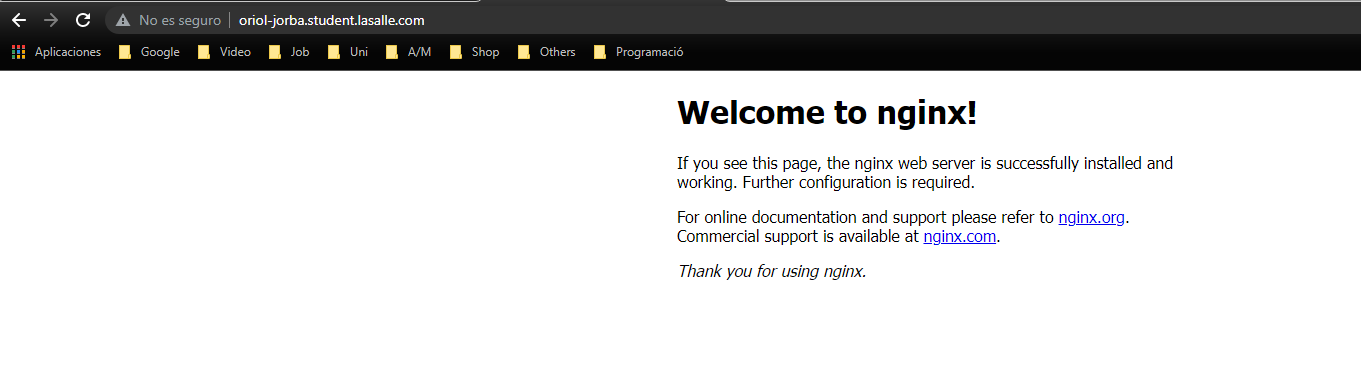 No es seguro oriol-jorba.student.lasalle.com
Aplicaciones Google Video Job Uni A/M Shop Others Programació
Welcome to nginx!
If you see this page, the nginx web server is successfully installed and
working. Further configuration is required.
For online documentation and support please refer to nginx.org.
Commercial support is available at nginx.com.
Thank you for using nginx.